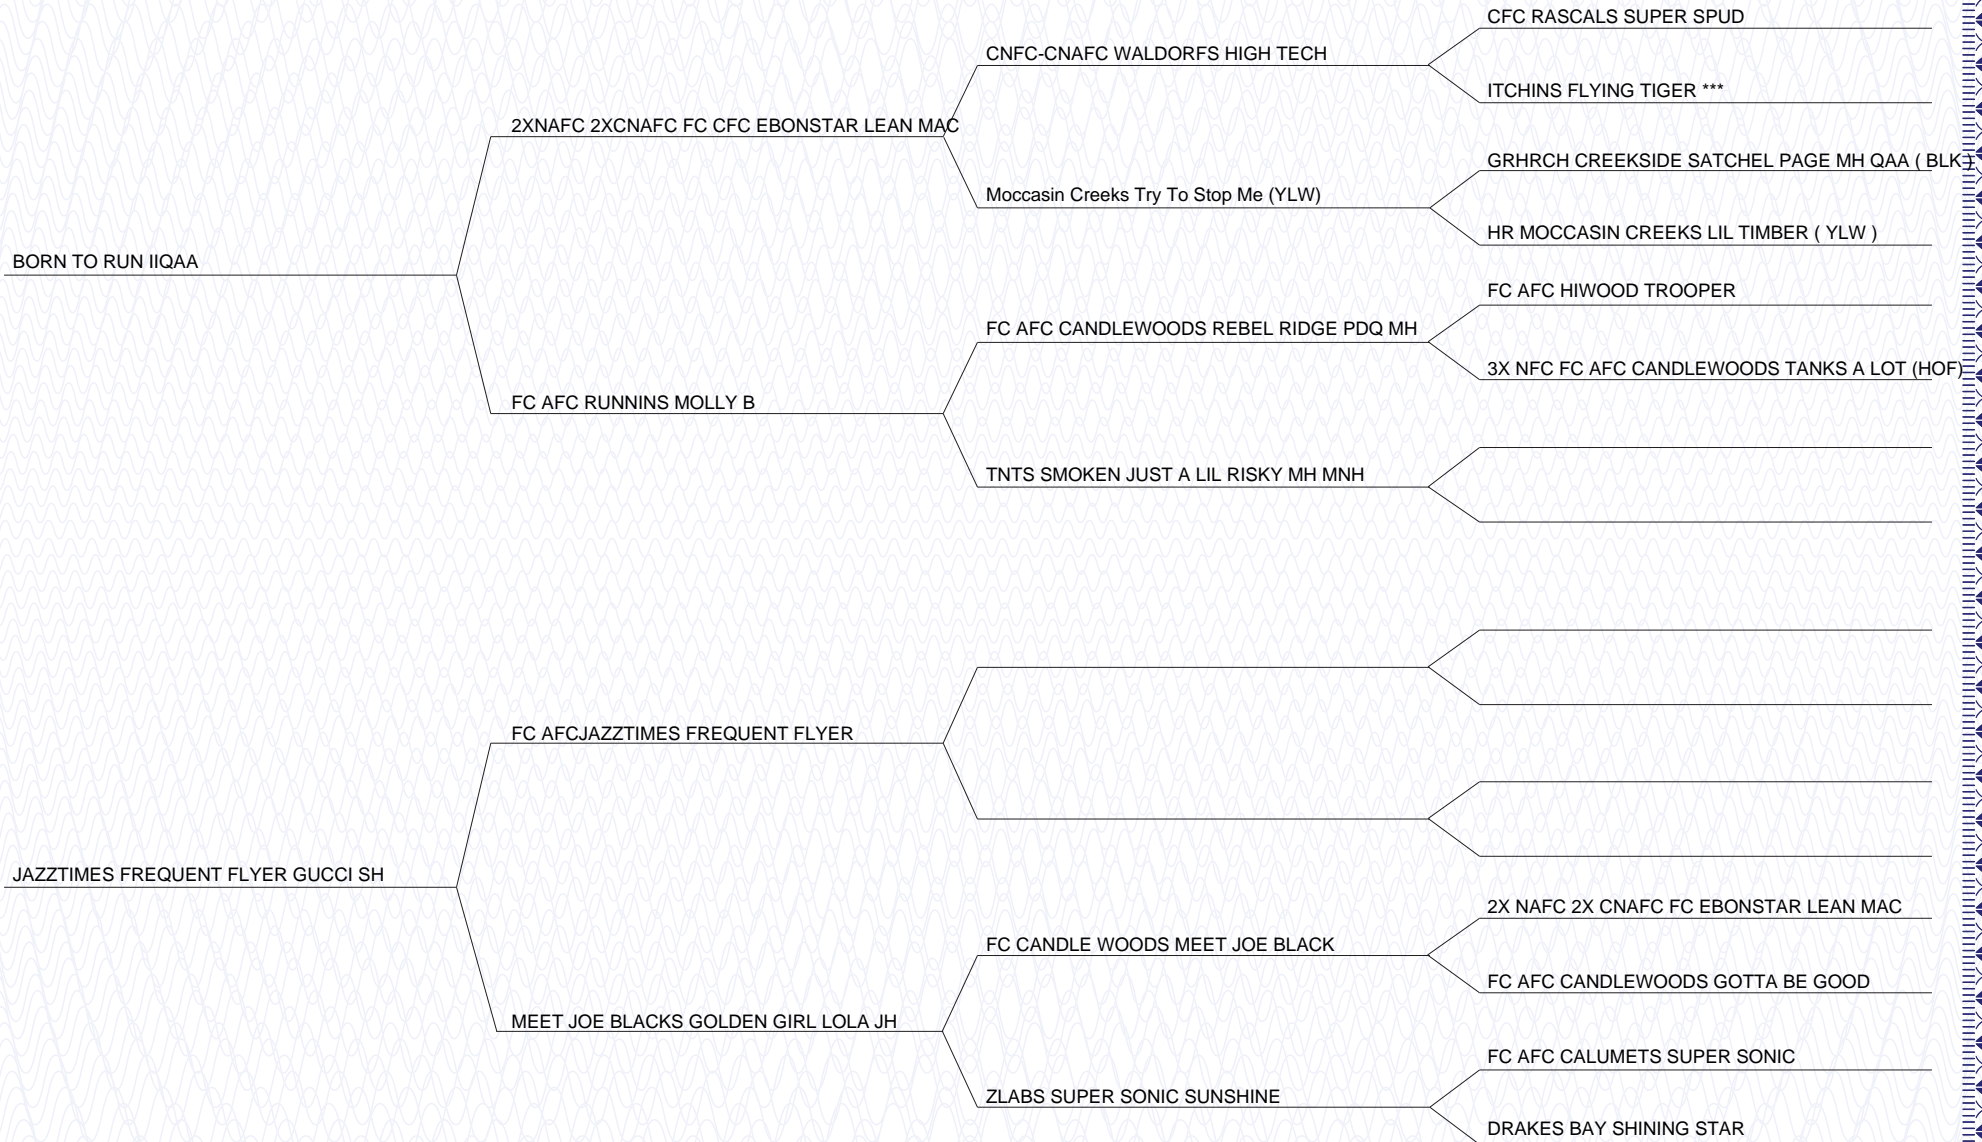 CFC RASCALS SUPER SPUD
CNFC-CNAFC WALDORFS HIGH TECH
ITCHINS FLYING TIGER ***
2XNAFC 2XCNAFC FC CFC EBONSTAR LEAN MAC
GRHRCH CREEKSIDE SATCHEL PAGE MH QAA ( BLK )
Moccasin Creeks Try To Stop Me (YLW)
HR MOCCASIN CREEKS LIL TIMBER ( YLW )
BORN TO RUN IIQAA
FC AFC HIWOOD TROOPER
FC AFC CANDLEWOODS REBEL RIDGE PDQ MH
3X NFC FC AFC CANDLEWOODS TANKS A LOT (HOF)
FC AFC RUNNINS MOLLY B
TNTS SMOKEN JUST A LIL RISKY MH MNH
FC AFCJAZZTIMES FREQUENT FLYER
JAZZTIMES FREQUENT FLYER GUCCI SH
2X NAFC 2X CNAFC FC EBONSTAR LEAN MAC
FC CANDLE WOODS MEET JOE BLACK
FC AFC CANDLEWOODS GOTTA BE GOOD
MEET JOE BLACKS GOLDEN GIRL LOLA JH
FC AFC CALUMETS SUPER SONIC
ZLABS SUPER SONIC SUNSHINE
DRAKES BAY SHINING STAR